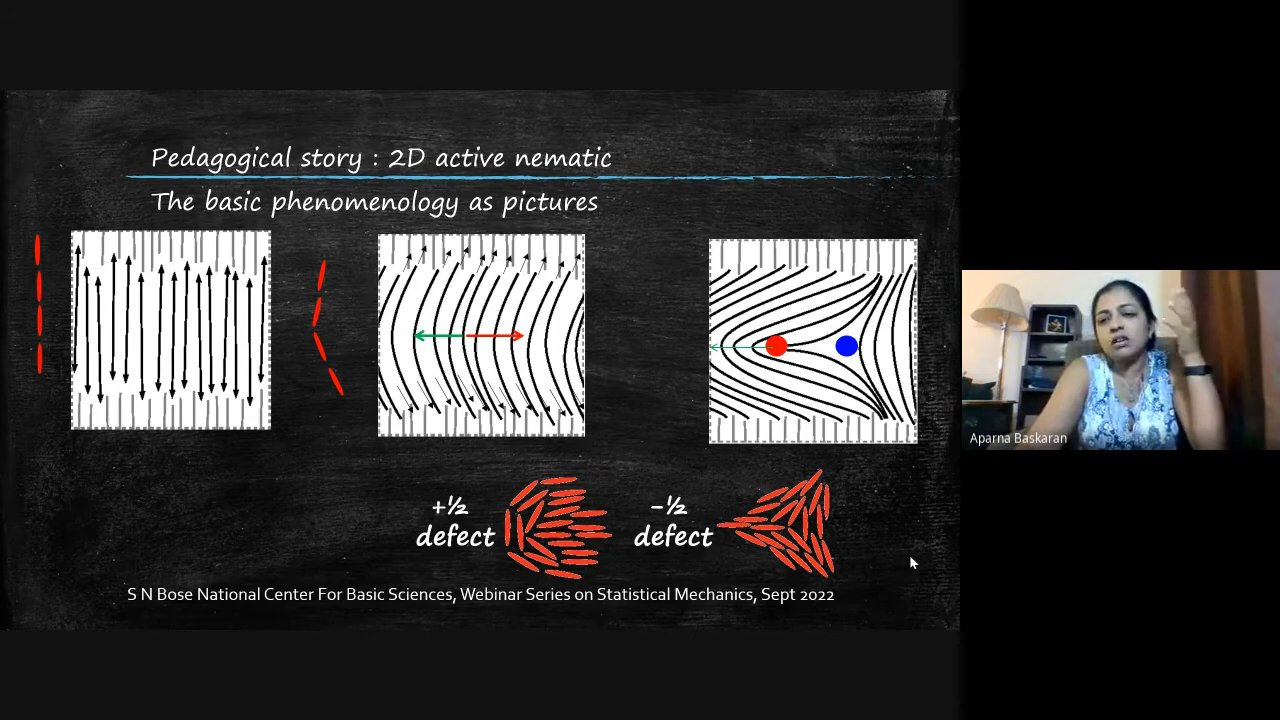 Pedagogical story : 2D active nematic
The basic phenomenology as pictures
+½
defect
-½
defect
S N Bose National Center For Basic Sciences, Webinar Series on Statistical Mechanics, Sept 2022
Aparna Baskaran